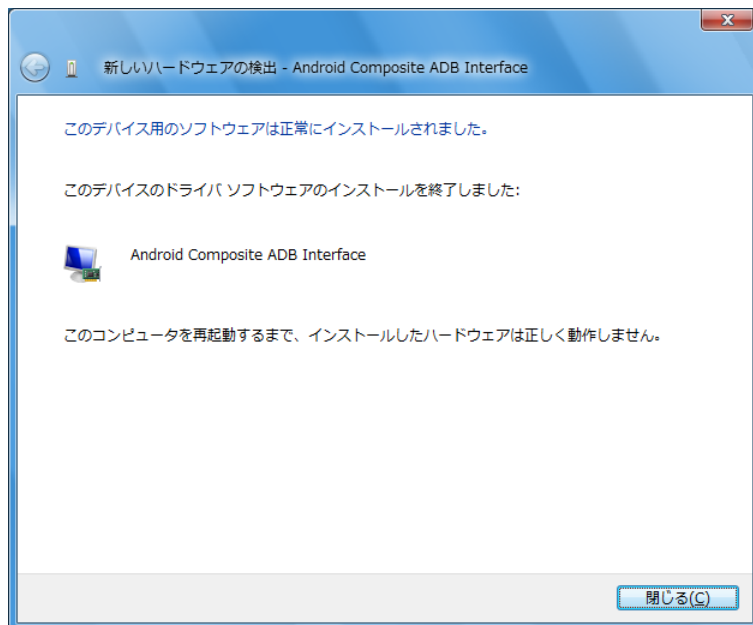 新しいハードウェアの検出 - Android Composite ADB Interface
このデバイス用のソフトウェアは正常にインストールされました。
このデバイスのドライバ ソフトウェアのインストールを終了しました:
Android Composite ADB Interface
このコンピュータを再起動するまで、インストールしたハードウェアは正しく動作しません。
閉じる(C)